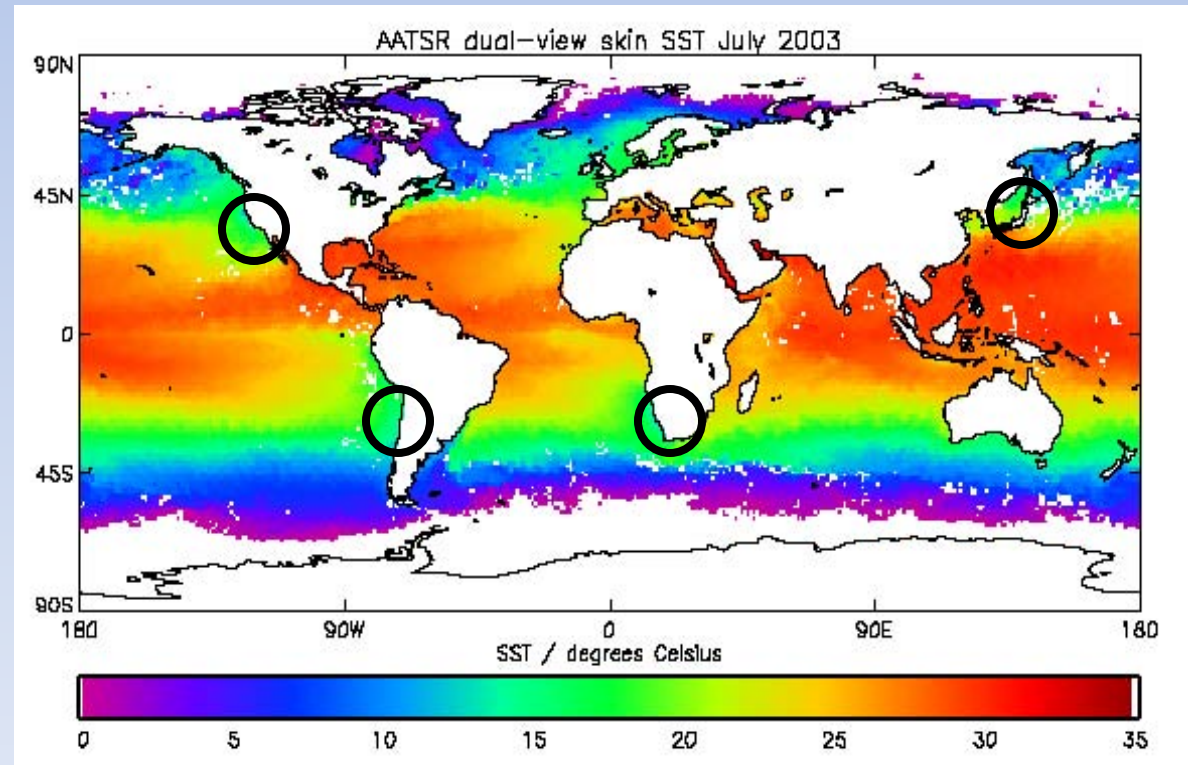 AATSR dual-view skin SST July 2003
90N
45N
0
45S
90S
180 90W 0 90E 180
SST / degrees Celsius
0 5 10 15 20 25 30 35